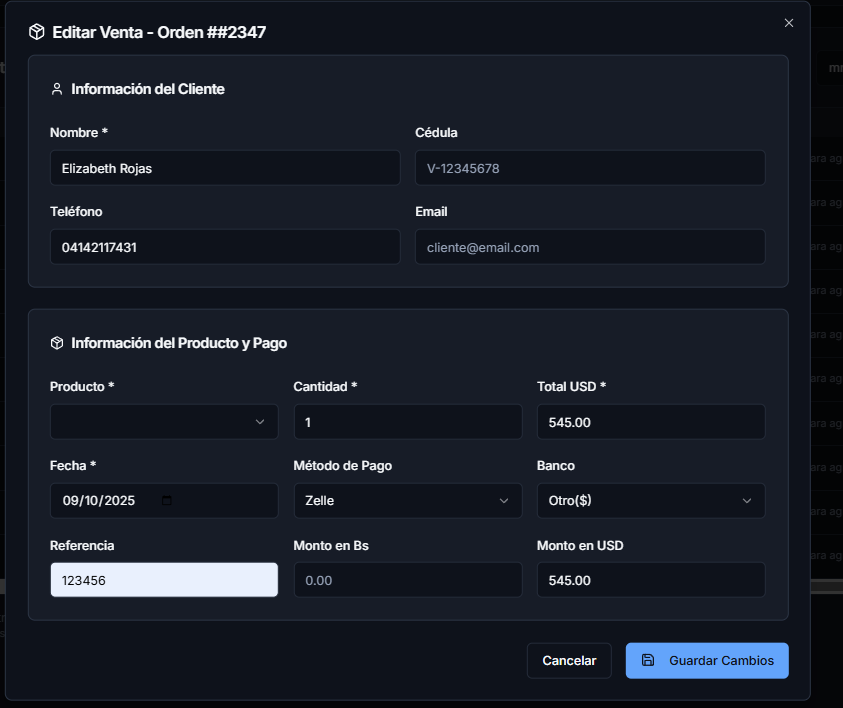 Editar Venta - Orden ##2347
Información del Cliente
Nombre *
Cédula
Elizabeth Rojas
V-12345678
Teléfono
Email
04142117431
cliente@email.com
Información del Producto y Pago
Producto *
Cantidad *
Total USD *
1
545.00
Fecha *
Método de Pago
Banco
09/10/2025
Zelle
Otro($)
Referencia
Monto en Bs
Monto en USD
123456
0.00
545.00
Cancelar
Guardar Cambios